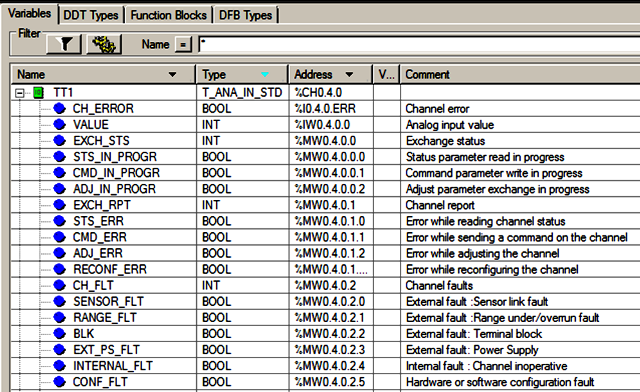 Variables DDT Types Function Blocks DFB Types
Filter
Name = *
Name Type Address V... Comment
TT1 T_ANA_IN_STD %CH0.4.0
CH_ERROR BOOL %I0.4.0.ERR Channel error
VALUE INT %IW0.4.0.0 Analog input value
EXCH_STS INT %MW0.4.0.0 Exchange status
STS_IN_PROGR BOOL %MW0.4.0.0.0 Status parameter read in progress
CMD_IN_PROGR BOOL %MW0.4.0.0.1 Command parameter write in progress
ADJ_IN_PROGR BOOL %MW0.4.0.0.2 Adjust parameter exchange in progress
EXCH_RPT INT %MW0.4.0.1 Channel report
STS_ERR BOOL %MW0.4.0.1.0 Error while reading channel status
CMD_ERR BOOL %MW0.4.0.1.1 Error while sending a command on the channel
ADJ_ERR BOOL %MW0.4.0.1.2 Error while adjusting the channel
RECONF_ERR BOOL %MW0.4.0.1.... Error while reconfiguring the channel
CH_FLT INT %MW0.4.0.2 Channel faults
SENSOR_FLT BOOL %MW0.4.0.2.0 External fault :Sensor link fault
RANGE_FLT BOOL %MW0.4.0.2.1 External fault :Range under/overrun fault
BLK BOOL %MW0.4.0.2.2 External fault : Terminal block
EXT_PS_FLT BOOL %MW0.4.0.2.3 External fault : Power Supply
INTERNAL_FLT BOOL %MW0.4.0.2.4 Internal fault : Channel inoperative
CONF_FLT BOOL %MW0.4.0.2.5 Hardware or software configuration fault